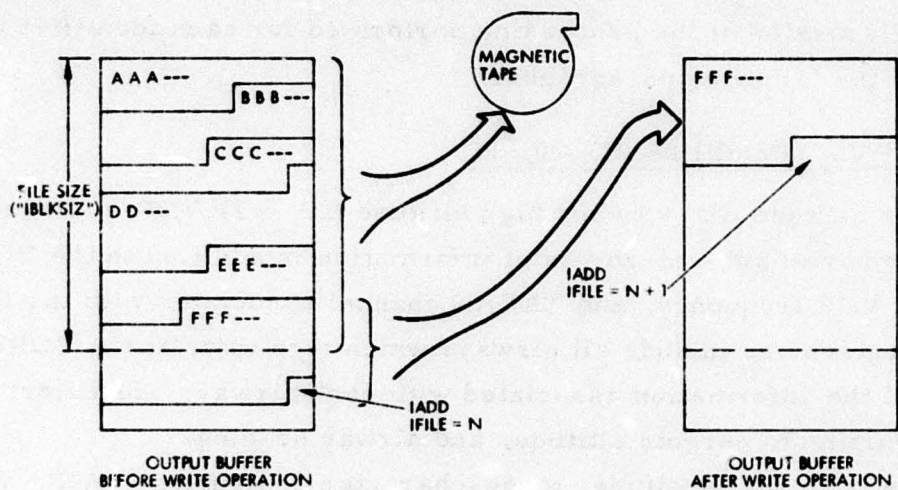 MAGNETIC
TAPE
AAA---
BBB---
CCC---
FILE SIZE
("IBLKSIZ")
DD---
EEE---
FFF---
IADD
IFILE = N
OUTPUT BUFFER
BEFORE WRITE OPERATION
FFF---
IADD
IFILE = N + 1
OUTPUT BUFFER
AFTER WRITE OPERATION